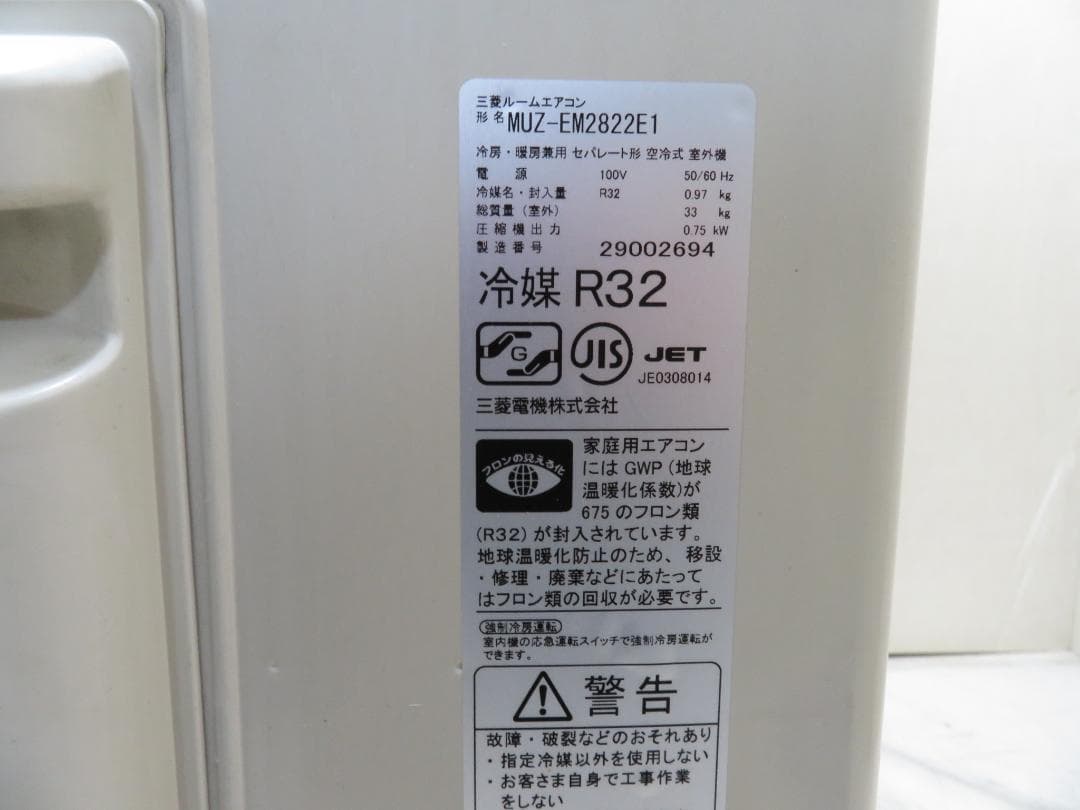 三菱ルームエアコン
形名 MUZ-EM2822E1
冷房・暖房兼用 セパレート形 空冷式 室外機
電源 100V 50/60 Hz
冷媒名・封入量 R32 0.97 kg
総質量(室外) 33 kg
圧縮機出力 0.75 kW
製造番号 29002694
冷媒 R32
G JIS JET
JE0308014
三菱電機株式会社
フロンの見える化
家庭用エアコン
にはGWP(地球
温暖化係数)が
675のフロン類
(R32)が封入されています。
地球温暖化防止のため、移設
・修理・廃棄などにあたって
はフロン類の回収が必要です。
強制冷房運転
室内機の応急運転スイッチで強制冷房運転が
できます。
警告
故障・破裂などのおそれあり
・指定冷媒以外を使用しない
・お客さま自身で工事作業
をしない